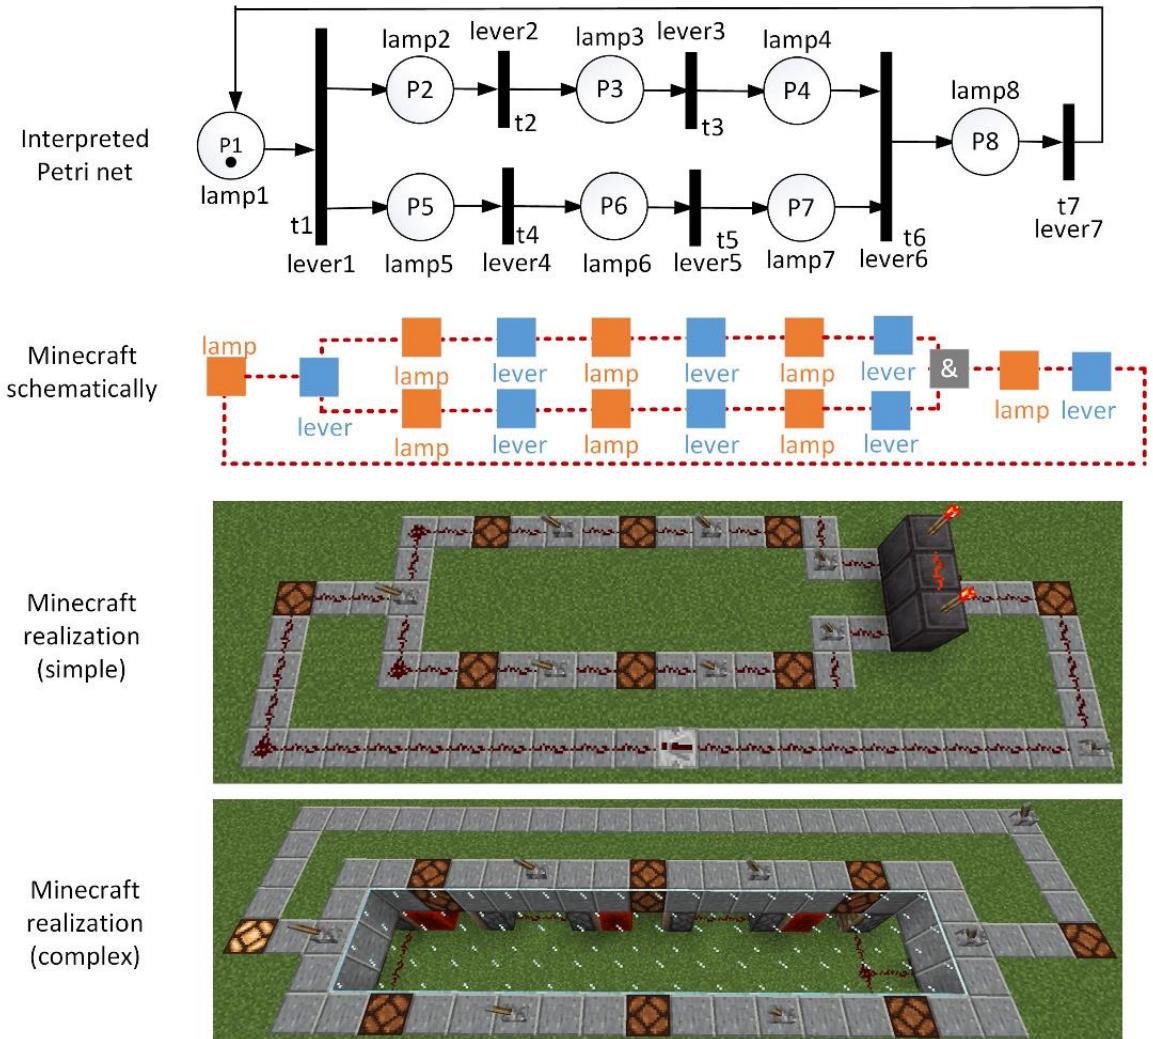 lamp2 lever2 lamp3 lever3 lamp4
lamp8
P2 P3 P4
Interpreted
Petri net
P1
t2 t3
P8
lamp1
P5 P6 P7
t1 t4 t5 t6 t7
lever1 lamp5 lever4 lamp6 lever5 lamp7 lever6 lever7
Minecraft
schematically
lamp
lamp lever lamp lever lamp lever
&
lever
lamp lever
lamp lever lamp lever lamp lever
Minecraft
realization
(simple)
Minecraft
realization
(complex)